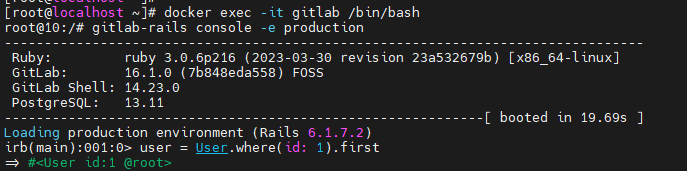 [root@localhost ~]#
[root@localhost ~]# docker exec -it gitlab /bin/bash
root@10:/# gitlab-rails console -e production
--------------------------------------------------------------------------------
 Ruby:         ruby 3.0.6p216 (2023-03-30 revision 23a532679b) [x86_64-linux]
 GitLab:       16.1.0 (7b848eda558) FOSS
 GitLab Shell: 14.23.0
 PostgreSQL:   13.11
------------------------------------------------------------[ booted in 19.69s ]
Loading production environment (Rails 6.1.7.2)
irb(main):001:0> user = User.where(id: 1).first
=> #<User id:1 @root>